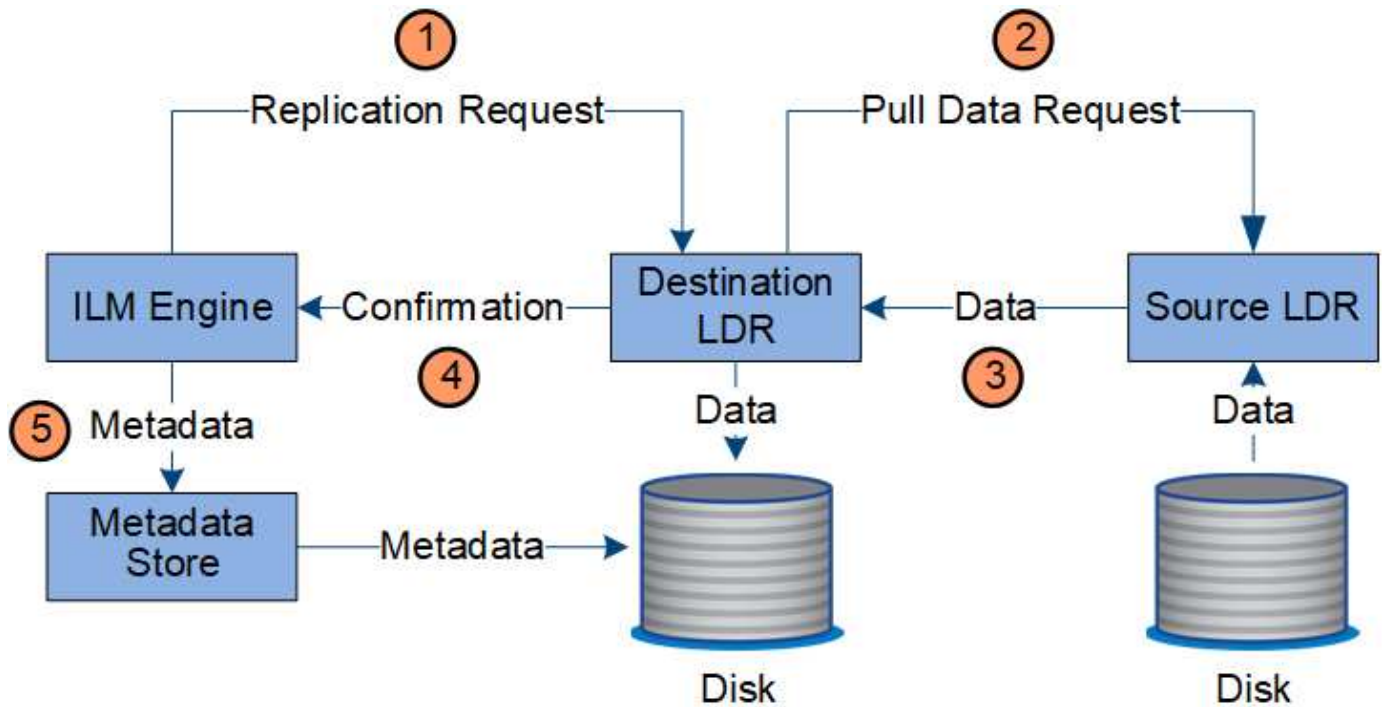 1
2
Replication Request
Pull Data Request
ILM Engine
Confirmation
Destination
LDR
Data
Source LDR
4
3
5
Metadata
Data
Data
Metadata
Store
Metadata
Disk
Disk